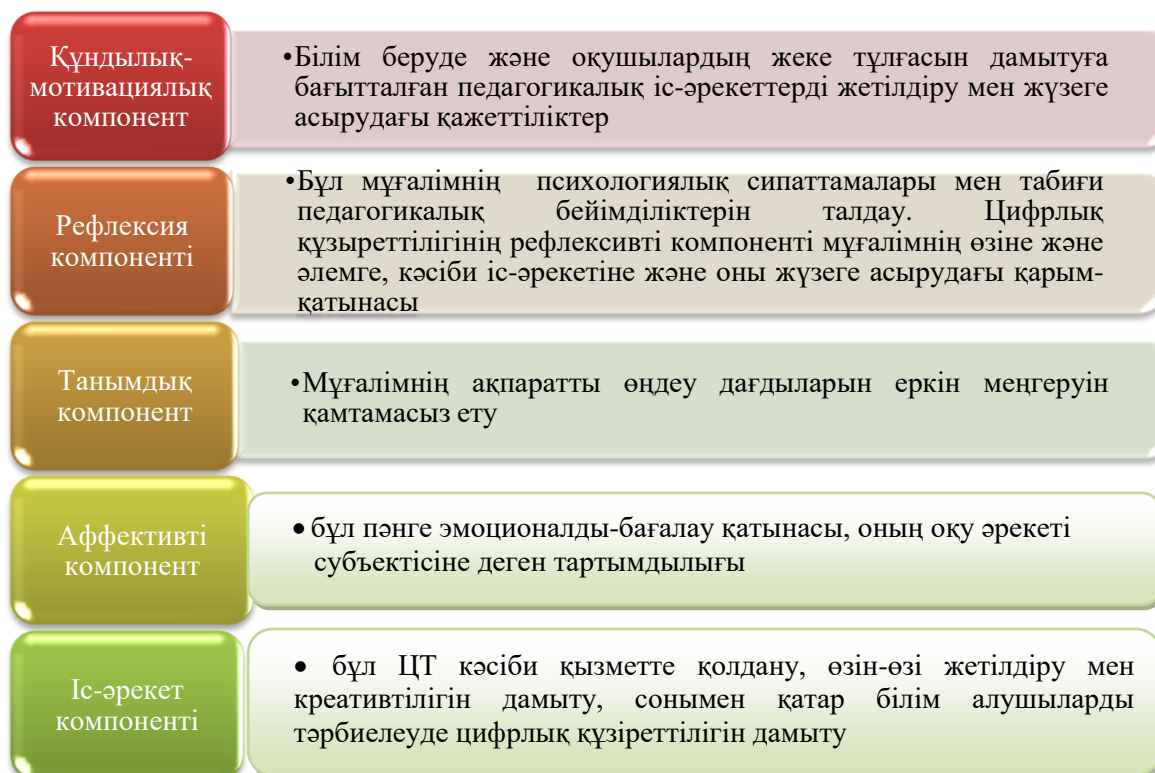 Құндылық-
мотивациялық
компонент
•Білім беруде және оқушылардың жеке тұлғасын дамытуға
бағытталған педагогикалық іс-әрекеттерді жетілдіру мен жүзеге
асырудағы қажеттіліктер
Рефлексия
компоненті
•Бұл мұғалімнің психологиялық сипаттамалары мен табиғи
педагогикалық бейімділіктерін талдау. Цифрлық
құзыреттілігінің рефлексивті компоненті мұғалімнің өзіне және
әлемге, кәсіби іс-әрекетіне және оны жүзеге асырудағы қарым-
қатынасы
Танымдық
компонент
•Мұғалімнің ақпаратты өңдеу дағдыларын еркін меңгеруін
қамтамасыз ету
Аффективті
компонент
• бұл пәнге эмоционалды-бағалау қатынасы, оның оқу әрекеті
субъектісіне деген тартымдылығы
Іс-әрекет
компоненті
• бұл ЦТ кәсіби қызметте қолдану, өзін-өзі жетілдіру мен
креативтілігін дамыту, сонымен қатар білім алушыларды
тәрбиелеуде цифрлық құзіреттілігін дамыту